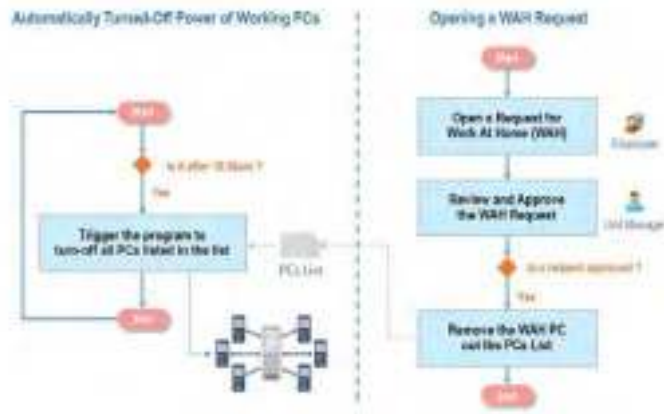 Automatically Turned-Off Power of Working PCs
Opening a WAH Request
Start
Is it after
Yes
Trigger the program to
turn-off all PCs listed in the list
End
PCs List
Start
Open a Request for
Work At Home (WAH)
Employee
Review and Approve
the WAH Request
Unit Manager
Is a request approved ?
Yes
Remove the WAH PC
out the PCs List
End